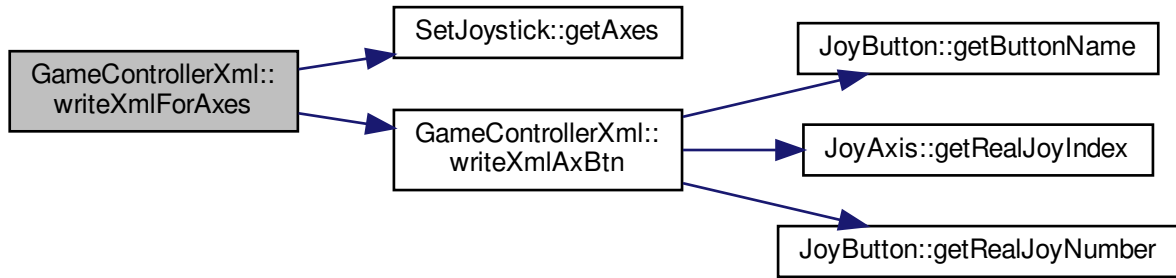 GameControllerXml::
writeXmlForAxes
SetJoystick::getAxes
GameControllerXml::
writeXmlAxBtn
JoyButton::getButtonName
JoyAxis::getRealJoyIndex
JoyButton::getRealJoyNumber